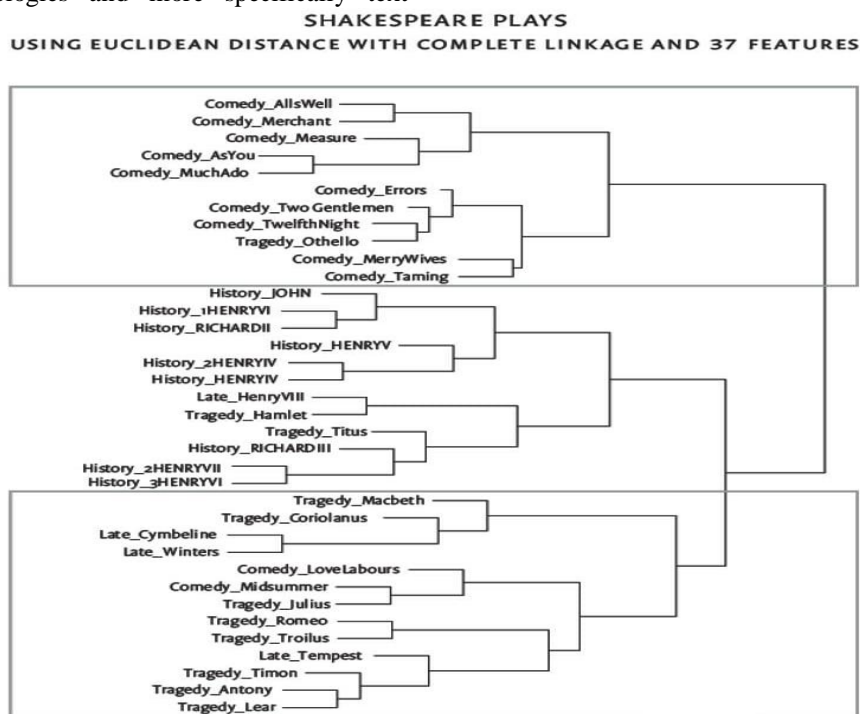 SHAKESPEARE PLAYS
USING EUCLIDEAN DISTANCE WITH COMPLETE LINKAGE AND 37 FEATURES
Comedy_AllsWell
Comedy_Merchant
Comedy_Measure
Comedy_AsYou
Comedy_MuchAdo
Comedy_Errors
Comedy_Two Gentlemen
Comedy_TwelfthNight
Tragedy_Othello
Comedy_MerryWives
Comedy_Taming
History_JOHN
History_1HENRYVI
History_RICHARDII
History_HENRYV
History_2HENRYIV
History_HENRYIV
Late_HenryVIII
Tragedy_Hamlet
Tragedy_Titus
History_RICHARDIII
History_2HENRYVII
History_3HENRYVI
Tragedy_Macbeth
Tragedy_Coriolanus
Late_Cymbeline
Late_Winters
Comedy_LoveLabours
Comedy_Midsummer
Tragedy_Julius
Tragedy_Romeo
Tragedy_Troilus
Late_Tempest
Tragedy_Timon
Tragedy_Antony
Tragedy_Lear